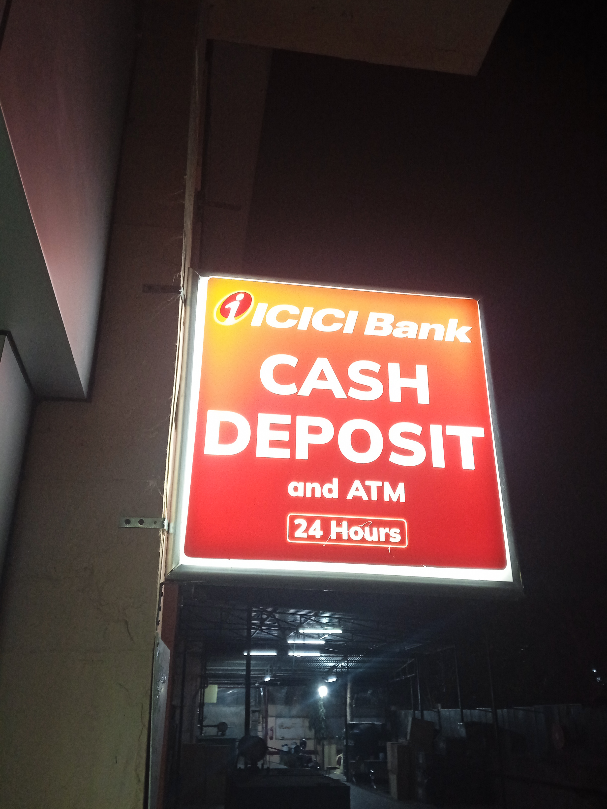 i ICICI Bank
CASH
DEPOSIT
and ATM
24 Hours